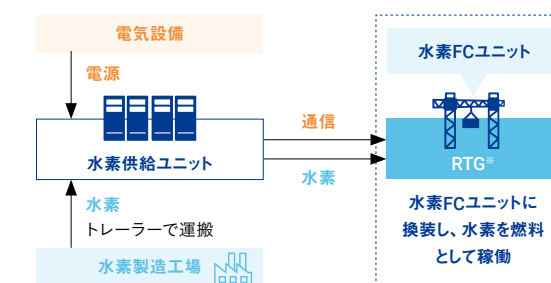 電気設備
電源
水素供給ユニット
水素
トレーラーで運搬
水素製造工場
通信
水素
水素FCユニット
RTG※
水素FCユニットに
換装し、水素を燃料
として稼働